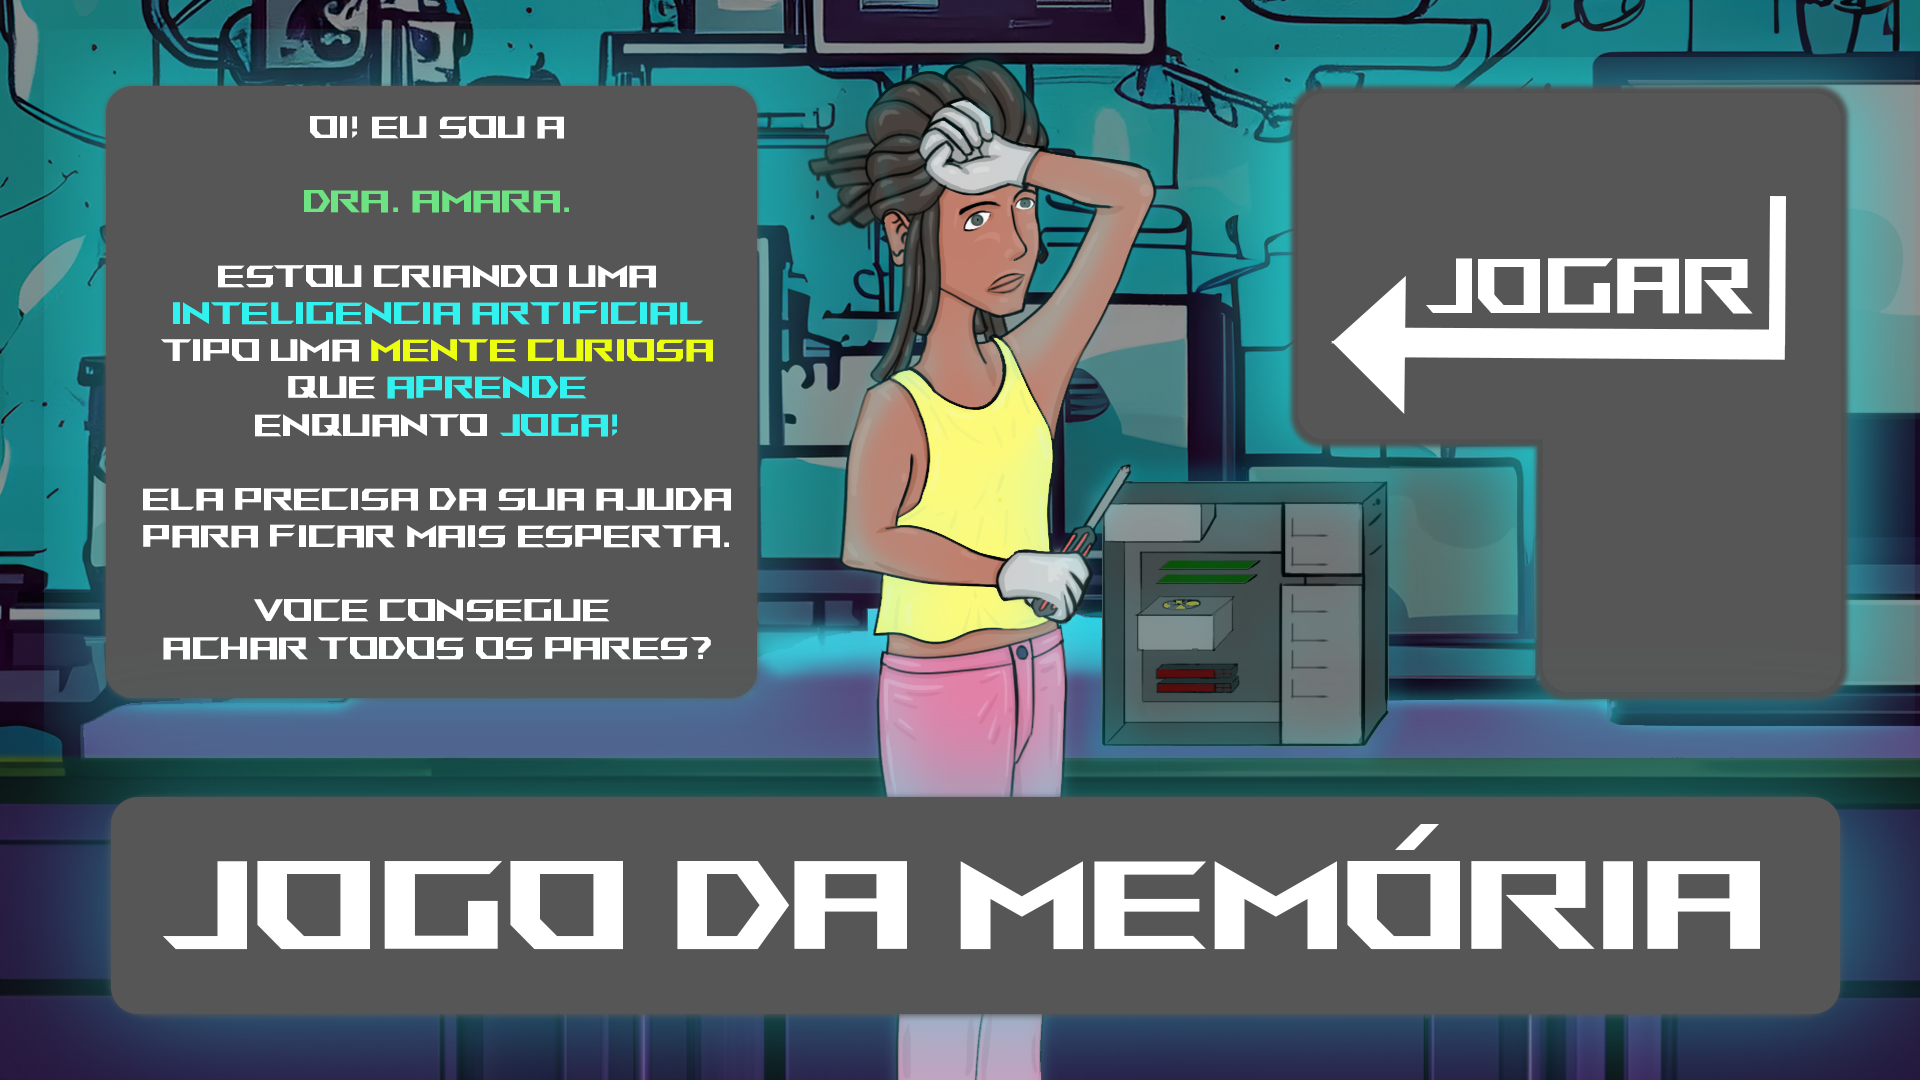 OI! EU SOU A
DRA. AMARA.
ESTOU CRIANDO UMA
INTELIGENCIA ARTIFICIAL
TIPO UMA MENTE CURIOSA
QUE APRENDE
ENQUANTO JOGA!
ELA PRECISA DA SUA AJUDA
PARA FICAR MAIS ESPERTA.
VOCE CONSEGUE
ACHAR TODOS OS PARES?
JOGAR
JOGO DA MEMÓRIA